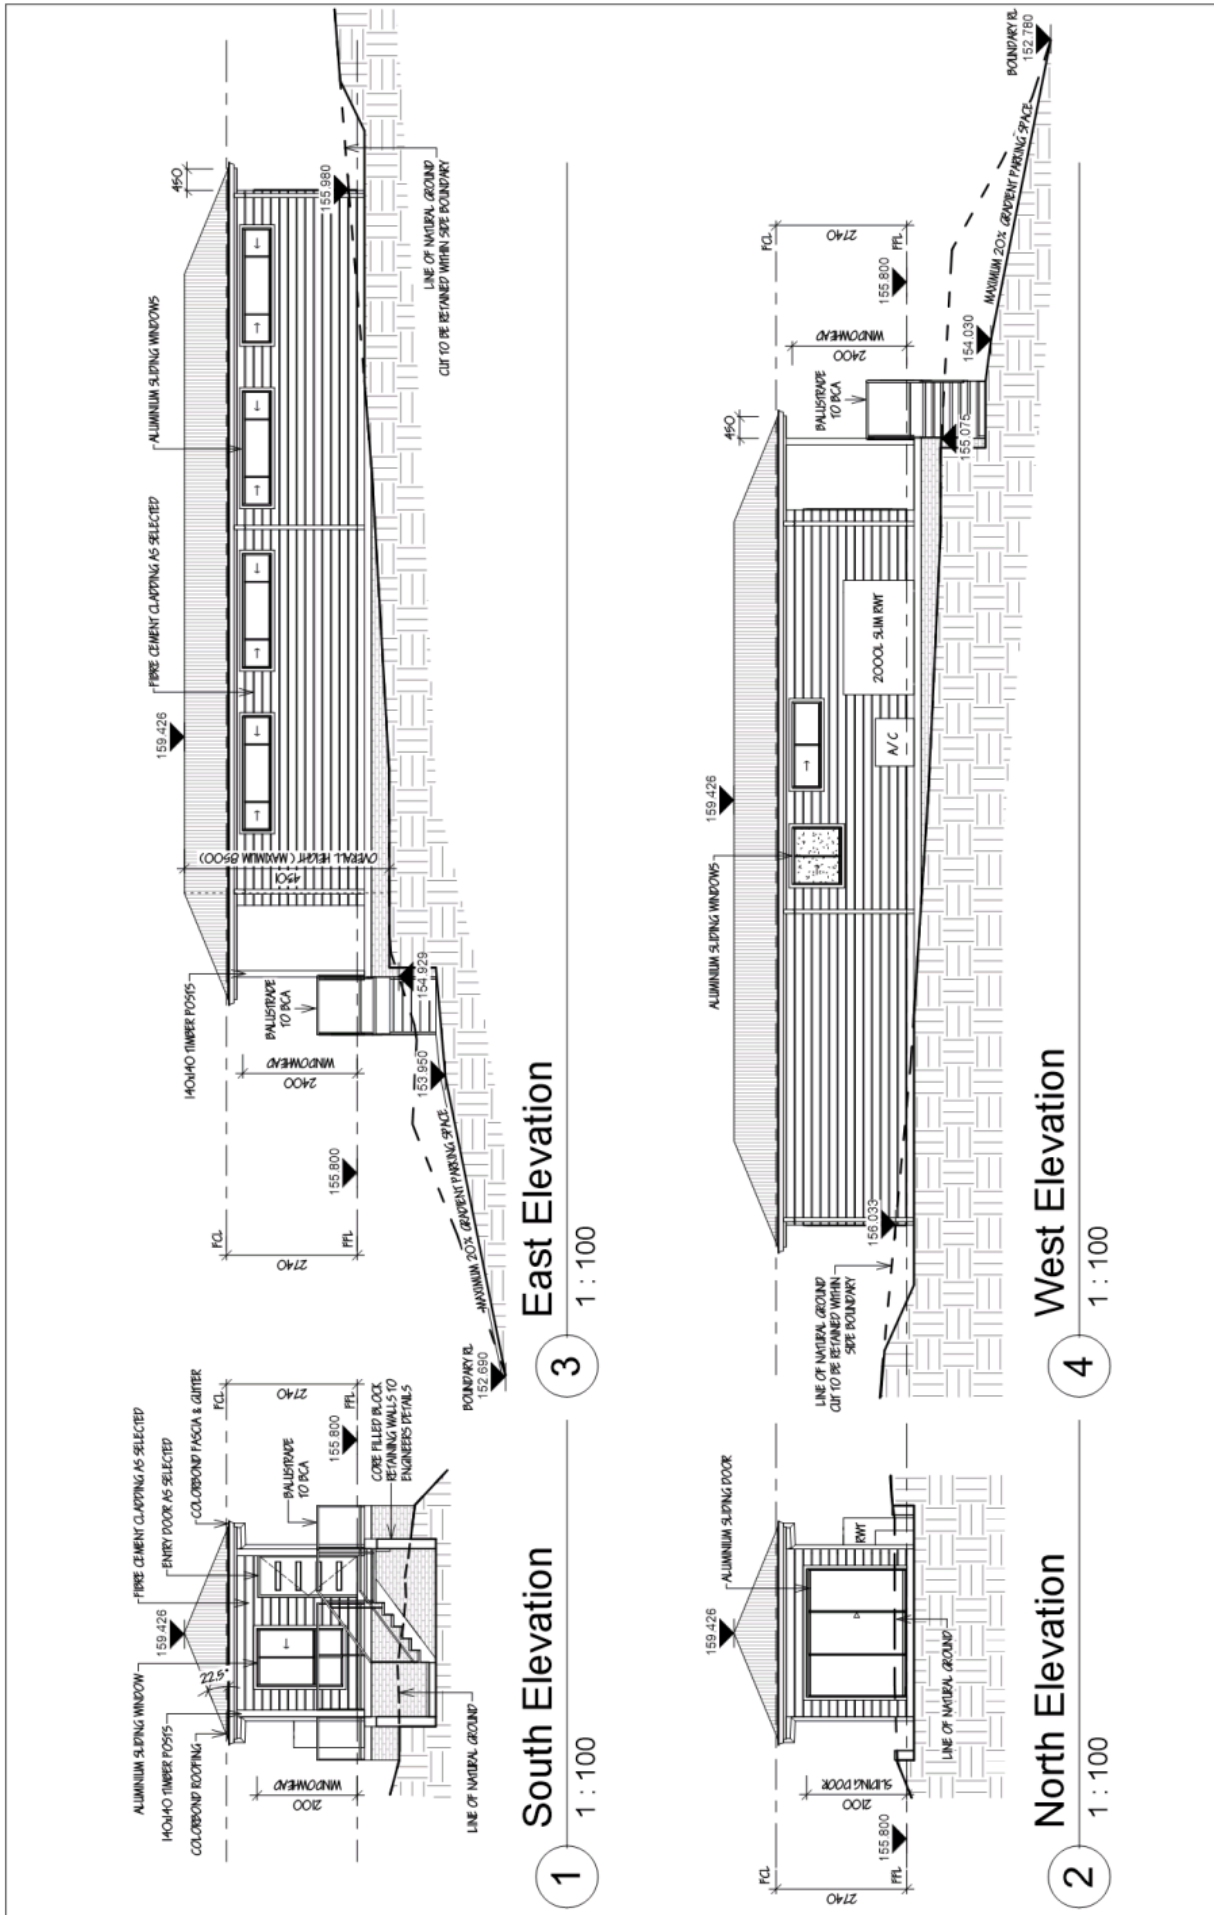 ALUMINIUM SLIDING WINDOW
140x140 TIMBER POSTS
COLORBOND ROOFING
22.5°
159.426
FIBRE CEMENT CLADDING AS SELECTED
ENTRY DOOR AS SELECTED
COLORBOND FASCIA & GUTTER
FCL
2740
FFL
155.800
BALUSTRADE
TO BCA
CORE FILLED BLOCK
RETAINING WALLS TO
ENGINEERS DETAILS
2100
WINDOWHEAD
LINE OF NATURAL GROUND
1
South Elevation
1 : 100
FCL
2740
FFL
155.800
140x140 TIMBER POSTS
2400
WINDOWHEAD
BALUSTRADE
TO BCA
159.426
FIBRE CEMENT CLADDING AS SELECTED
ALUMINIUM SLIDING WINDOWS
450
4501
OVERALL HEIGHT (MAXIMUM 8500)
155.980
LINE OF NATURAL GROUND
CUT TO BE RETAINED WITHIN SIDE BOUNDARY
154.929
153.950
MAXIMUM 20% GRADIENT PARKING SPACE
BOUNDARY RL
152.690
3
East Elevation
1 : 100
FCL
2740
FFL
155.800
2100
SLIDING DOOR
159.426
ALUMINIUM SLIDING DOOR
RWT
LINE OF NATURAL GROUND
2
North Elevation
1 : 100
LINE OF NATURAL GROUND
CUT TO BE RETAINED WITHIN
SIDE BOUNDARY
156.033
ALUMINIUM SLIDING WINDOWS
159.426
A/C
2000L SLIM RWT
450
BALUSTRADE
TO BCA
2400
WINDOWHEAD
FCL
2740
FFL
155.800
155.075
154.030
MAXIMUM 20% GRADIENT PARKING SPACE
BOUNDARY RL
152.780
4
West Elevation
1 : 100